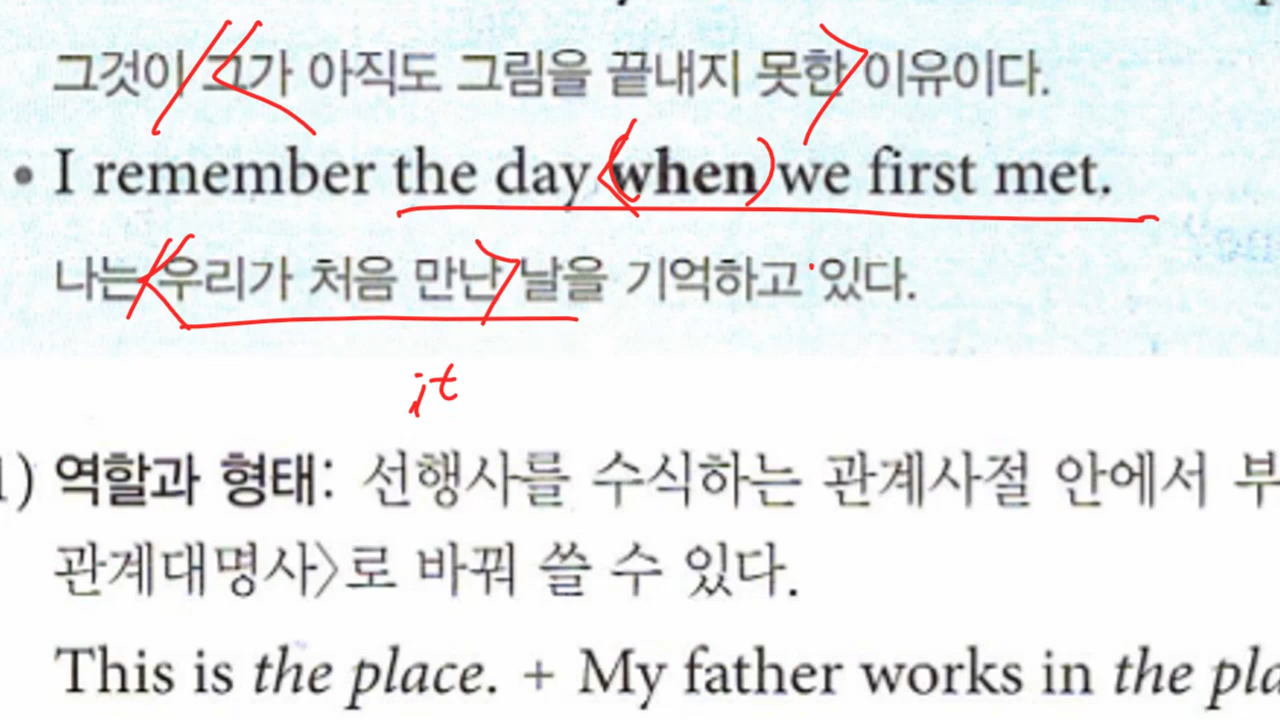 그것이 그가 아직도 그림을 끝내지 못한 이유이다.
• I remember the day when we first met.
나는 우리가 처음 만난 날을 기억하고 있다.
it
1) 역할과 형태: 선행사를 수식하는 관계사절 안에서 부
관계대명사〉로 바꿔 쓸 수 있다.
This is the place. + My father works in the pla